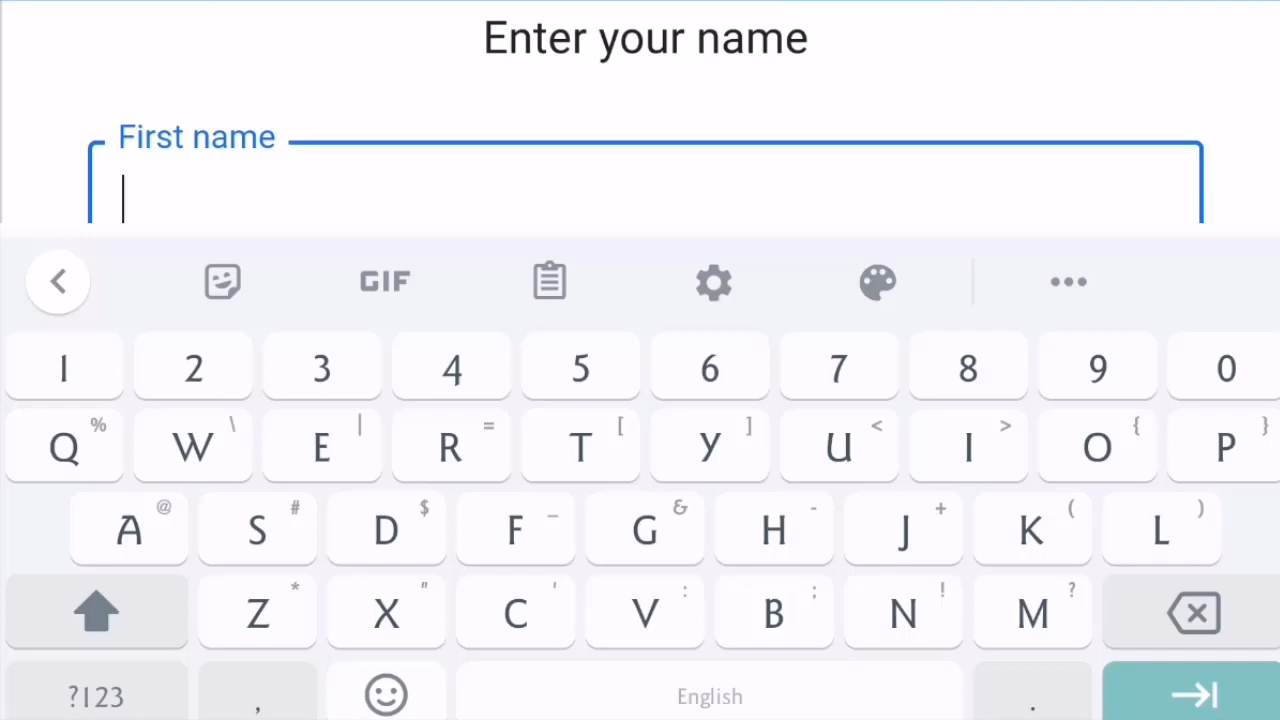 Enter your name
First name
GIF
1 2 3 4 5 6 7 8 9 0
Q % W \ E | R = T [ Y ] U < I > O { P }
A @ S # D $ F _ G & H - J + K ( L )
Z * X " C ' V : B ; N ! M ?
?123 , English .